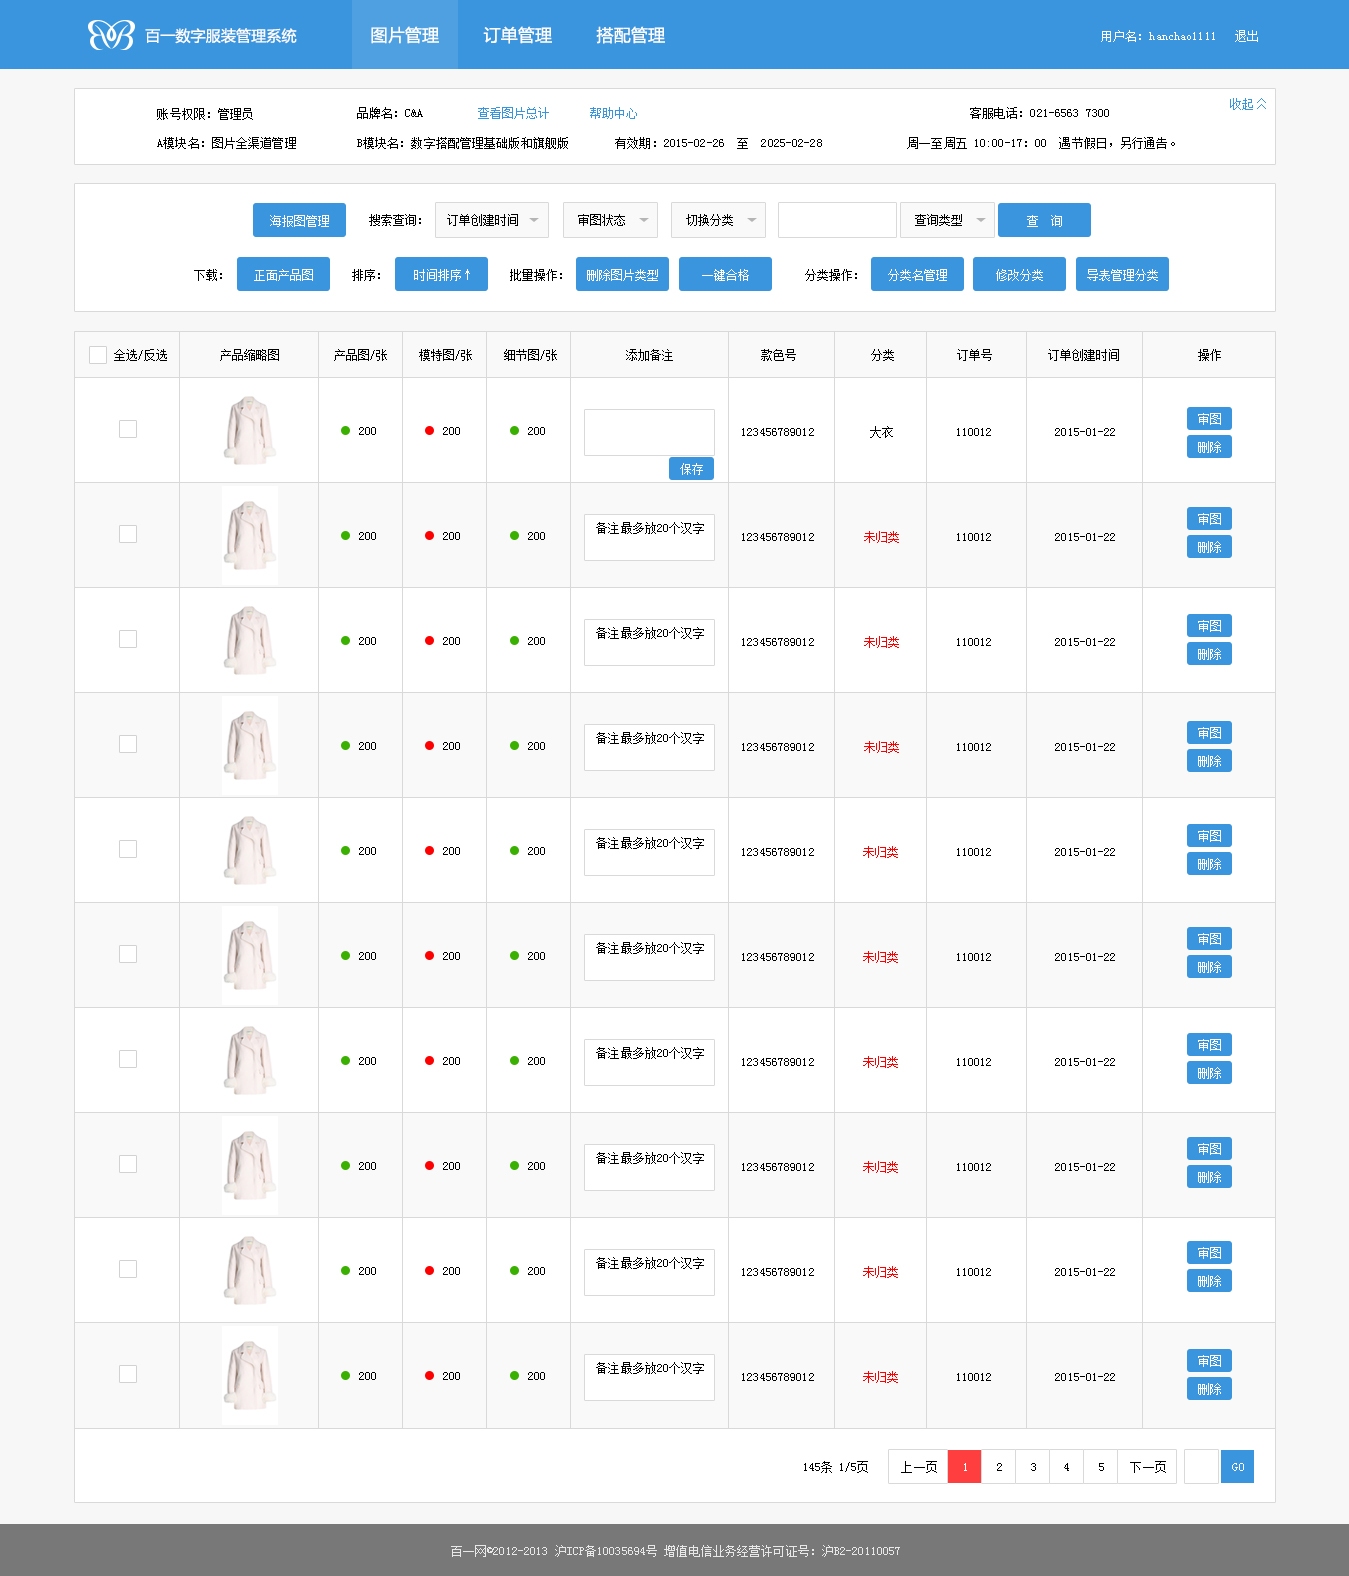 百一数字服装管理系统 图片管理 订单管理 搭配管理 用户名：hanchao1111 退出
账号权限：管理员 品牌名：C&A 查看图片总计 帮助中心 客服电话：021-6563 7300 收起
A模块名：图片全渠道管理 B模块名：数字搭配管理基础版和旗舰版 有效期：2015-02-26 至 2025-02-28 周一至周五 10:00-17：00 遇节假日，另行通告。
海报图管理 搜索查询： 订单创建时间 审图状态 切换分类 查询类型 查 询
下载： 正面产品图 排序： 时间排序↑ 批量操作： 删除图片类型 一键合格 分类操作： 分类名管理 修改分类 导表管理分类
全选/反选 产品缩略图 产品图/张 模特图/张 细节图/张 添加备注 款色号 分类 订单号 订单创建时间 操作
200 200 200 保存 123456789012 大衣 110012 2015-01-22 审图 删除
200 200 200 备注最多放20个汉字 123456789012 未归类 110012 2015-01-22 审图 删除
200 200 200 备注最多放20个汉字 123456789012 未归类 110012 2015-01-22 审图 删除
200 200 200 备注最多放20个汉字 123456789012 未归类 110012 2015-01-22 审图 删除
200 200 200 备注最多放20个汉字 123456789012 未归类 110012 2015-01-22 审图 删除
200 200 200 备注最多放20个汉字 123456789012 未归类 110012 2015-01-22 审图 删除
200 200 200 备注最多放20个汉字 123456789012 未归类 110012 2015-01-22 审图 删除
200 200 200 备注最多放20个汉字 123456789012 未归类 110012 2015-01-22 审图 删除
200 200 200 备注最多放20个汉字 123456789012 未归类 110012 2015-01-22 审图 删除
200 200 200 备注最多放20个汉字 123456789012 未归类 110012 2015-01-22 审图 删除
145条 1/5页 上一页 1 2 3 4 5 下一页 GO
百一网©2012-2013 沪ICP备10035694号 增值电信业务经营许可证号：沪B2-20110057